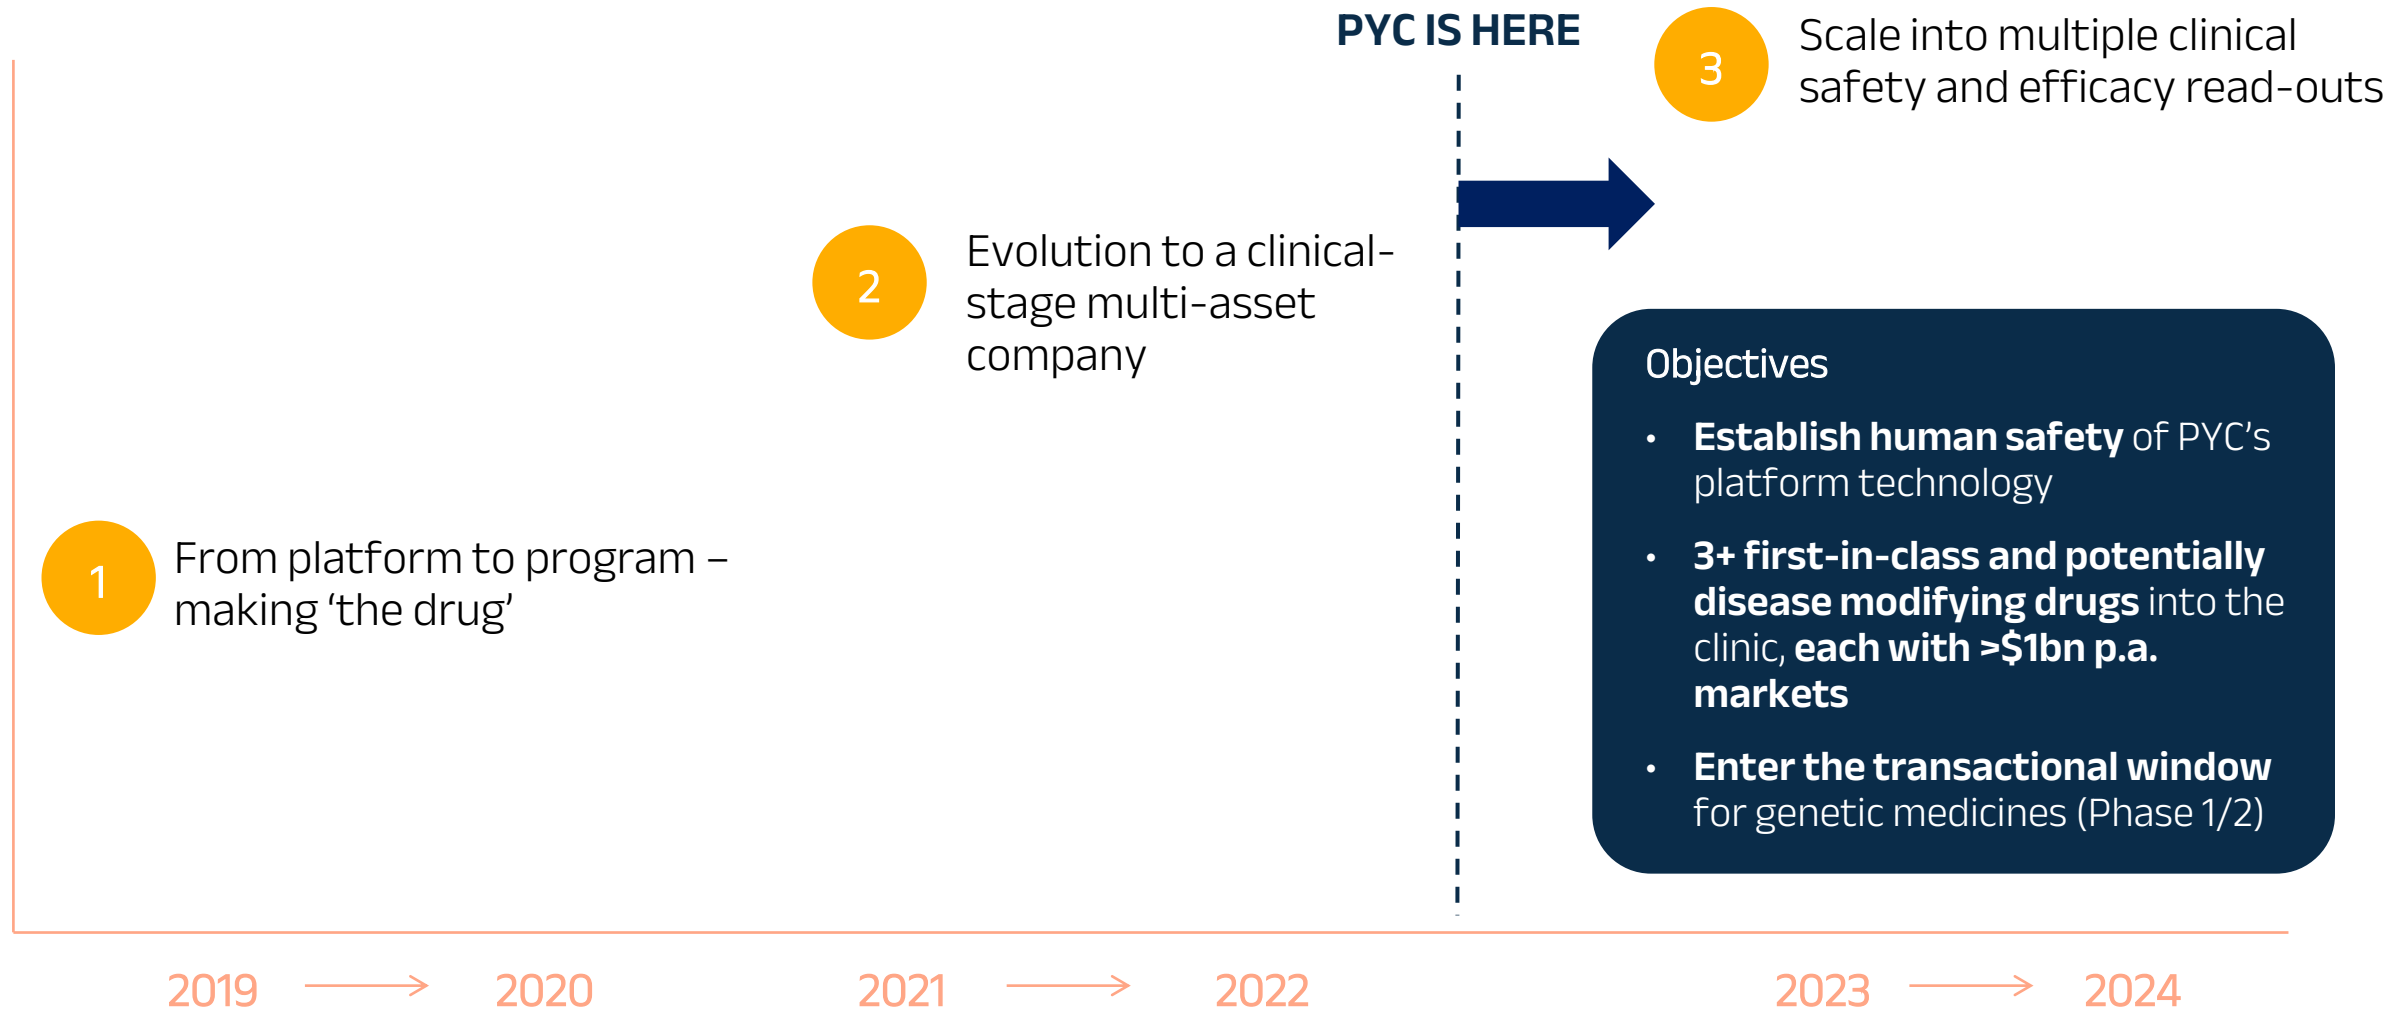 PYC IS HERE
3
Scale into multiple clinical
safety and efficacy read-outs
2
Evolution to a clinical-
stage multi-asset
company
1
From platform to program –
making ‘the drug’
Objectives
• Establish human safety of PYC’s
platform technology
• 3+ first-in-class and potentially
disease modifying drugs into the
clinic, each with >$1bn p.a.
markets
• Enter the transactional window
for genetic medicines (Phase 1/2)
2019 2020 2021 2022 2023 2024